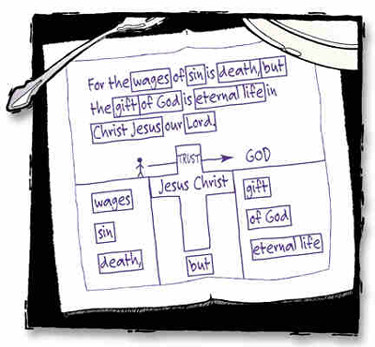 For the wages of sin is death, but
the gift of God is eternal life in
Christ Jesus our Lord.
TRUST
GOD
Jesus Christ
wages
sin
death,
but
gift
of God
eternal life